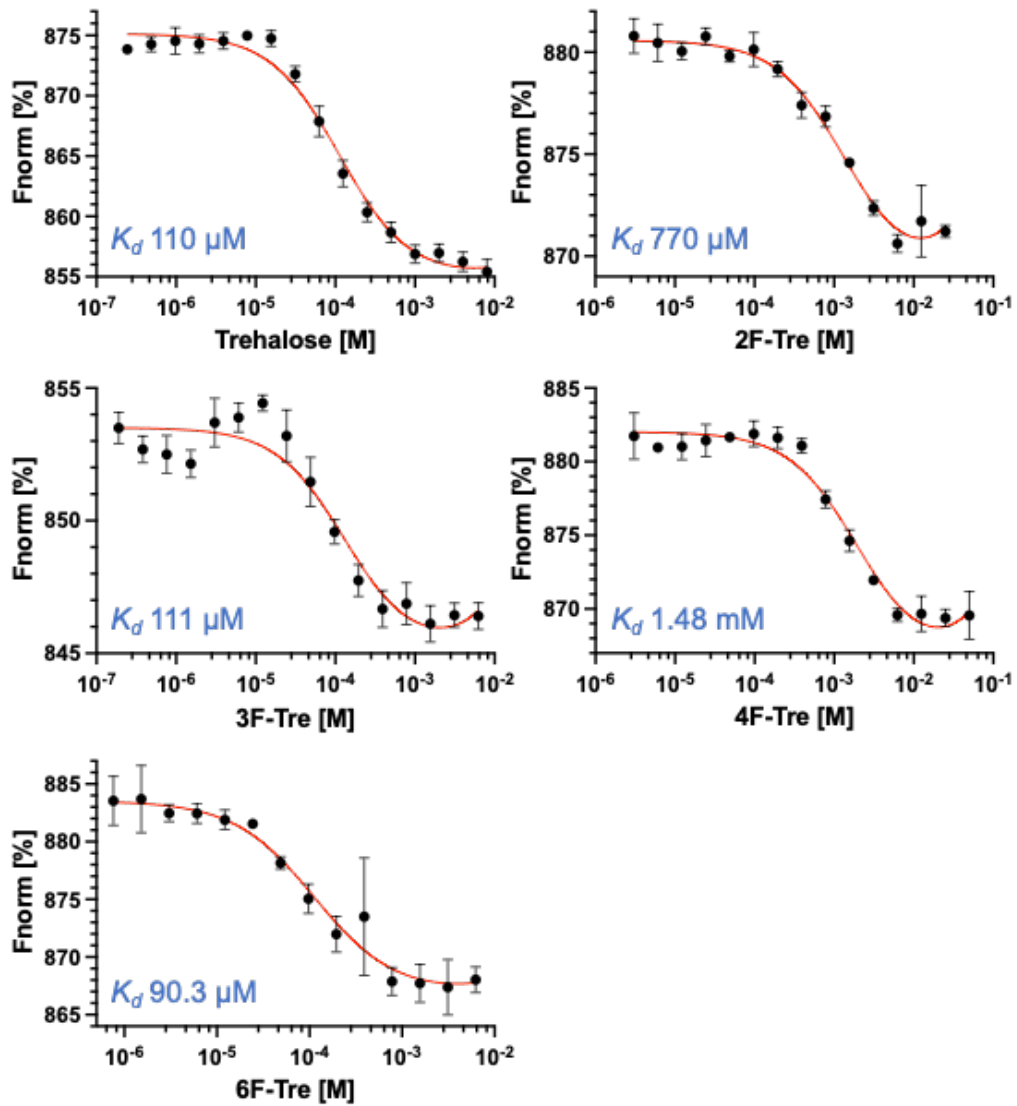 875
870
865
860
855
Fnorm [%]
K_d 110 µM
10^-7 10^-6 10^-5 10^-4 10^-3 10^-2
Trehalose [M]
880
875
870
Fnorm [%]
K_d 770 µM
10^-6 10^-5 10^-4 10^-3 10^-2 10^-1
2F-Tre [M]
855
850
845
Fnorm [%]
K_d 111 µM
10^-7 10^-6 10^-5 10^-4 10^-3 10^-2
3F-Tre [M]
885
880
875
870
Fnorm [%]
K_d 1.48 mM
10^-6 10^-5 10^-4 10^-3 10^-2 10^-1
4F-Tre [M]
885
880
875
870
865
Fnorm [%]
K_d 90.3 µM
10^-6 10^-5 10^-4 10^-3 10^-2
6F-Tre [M]